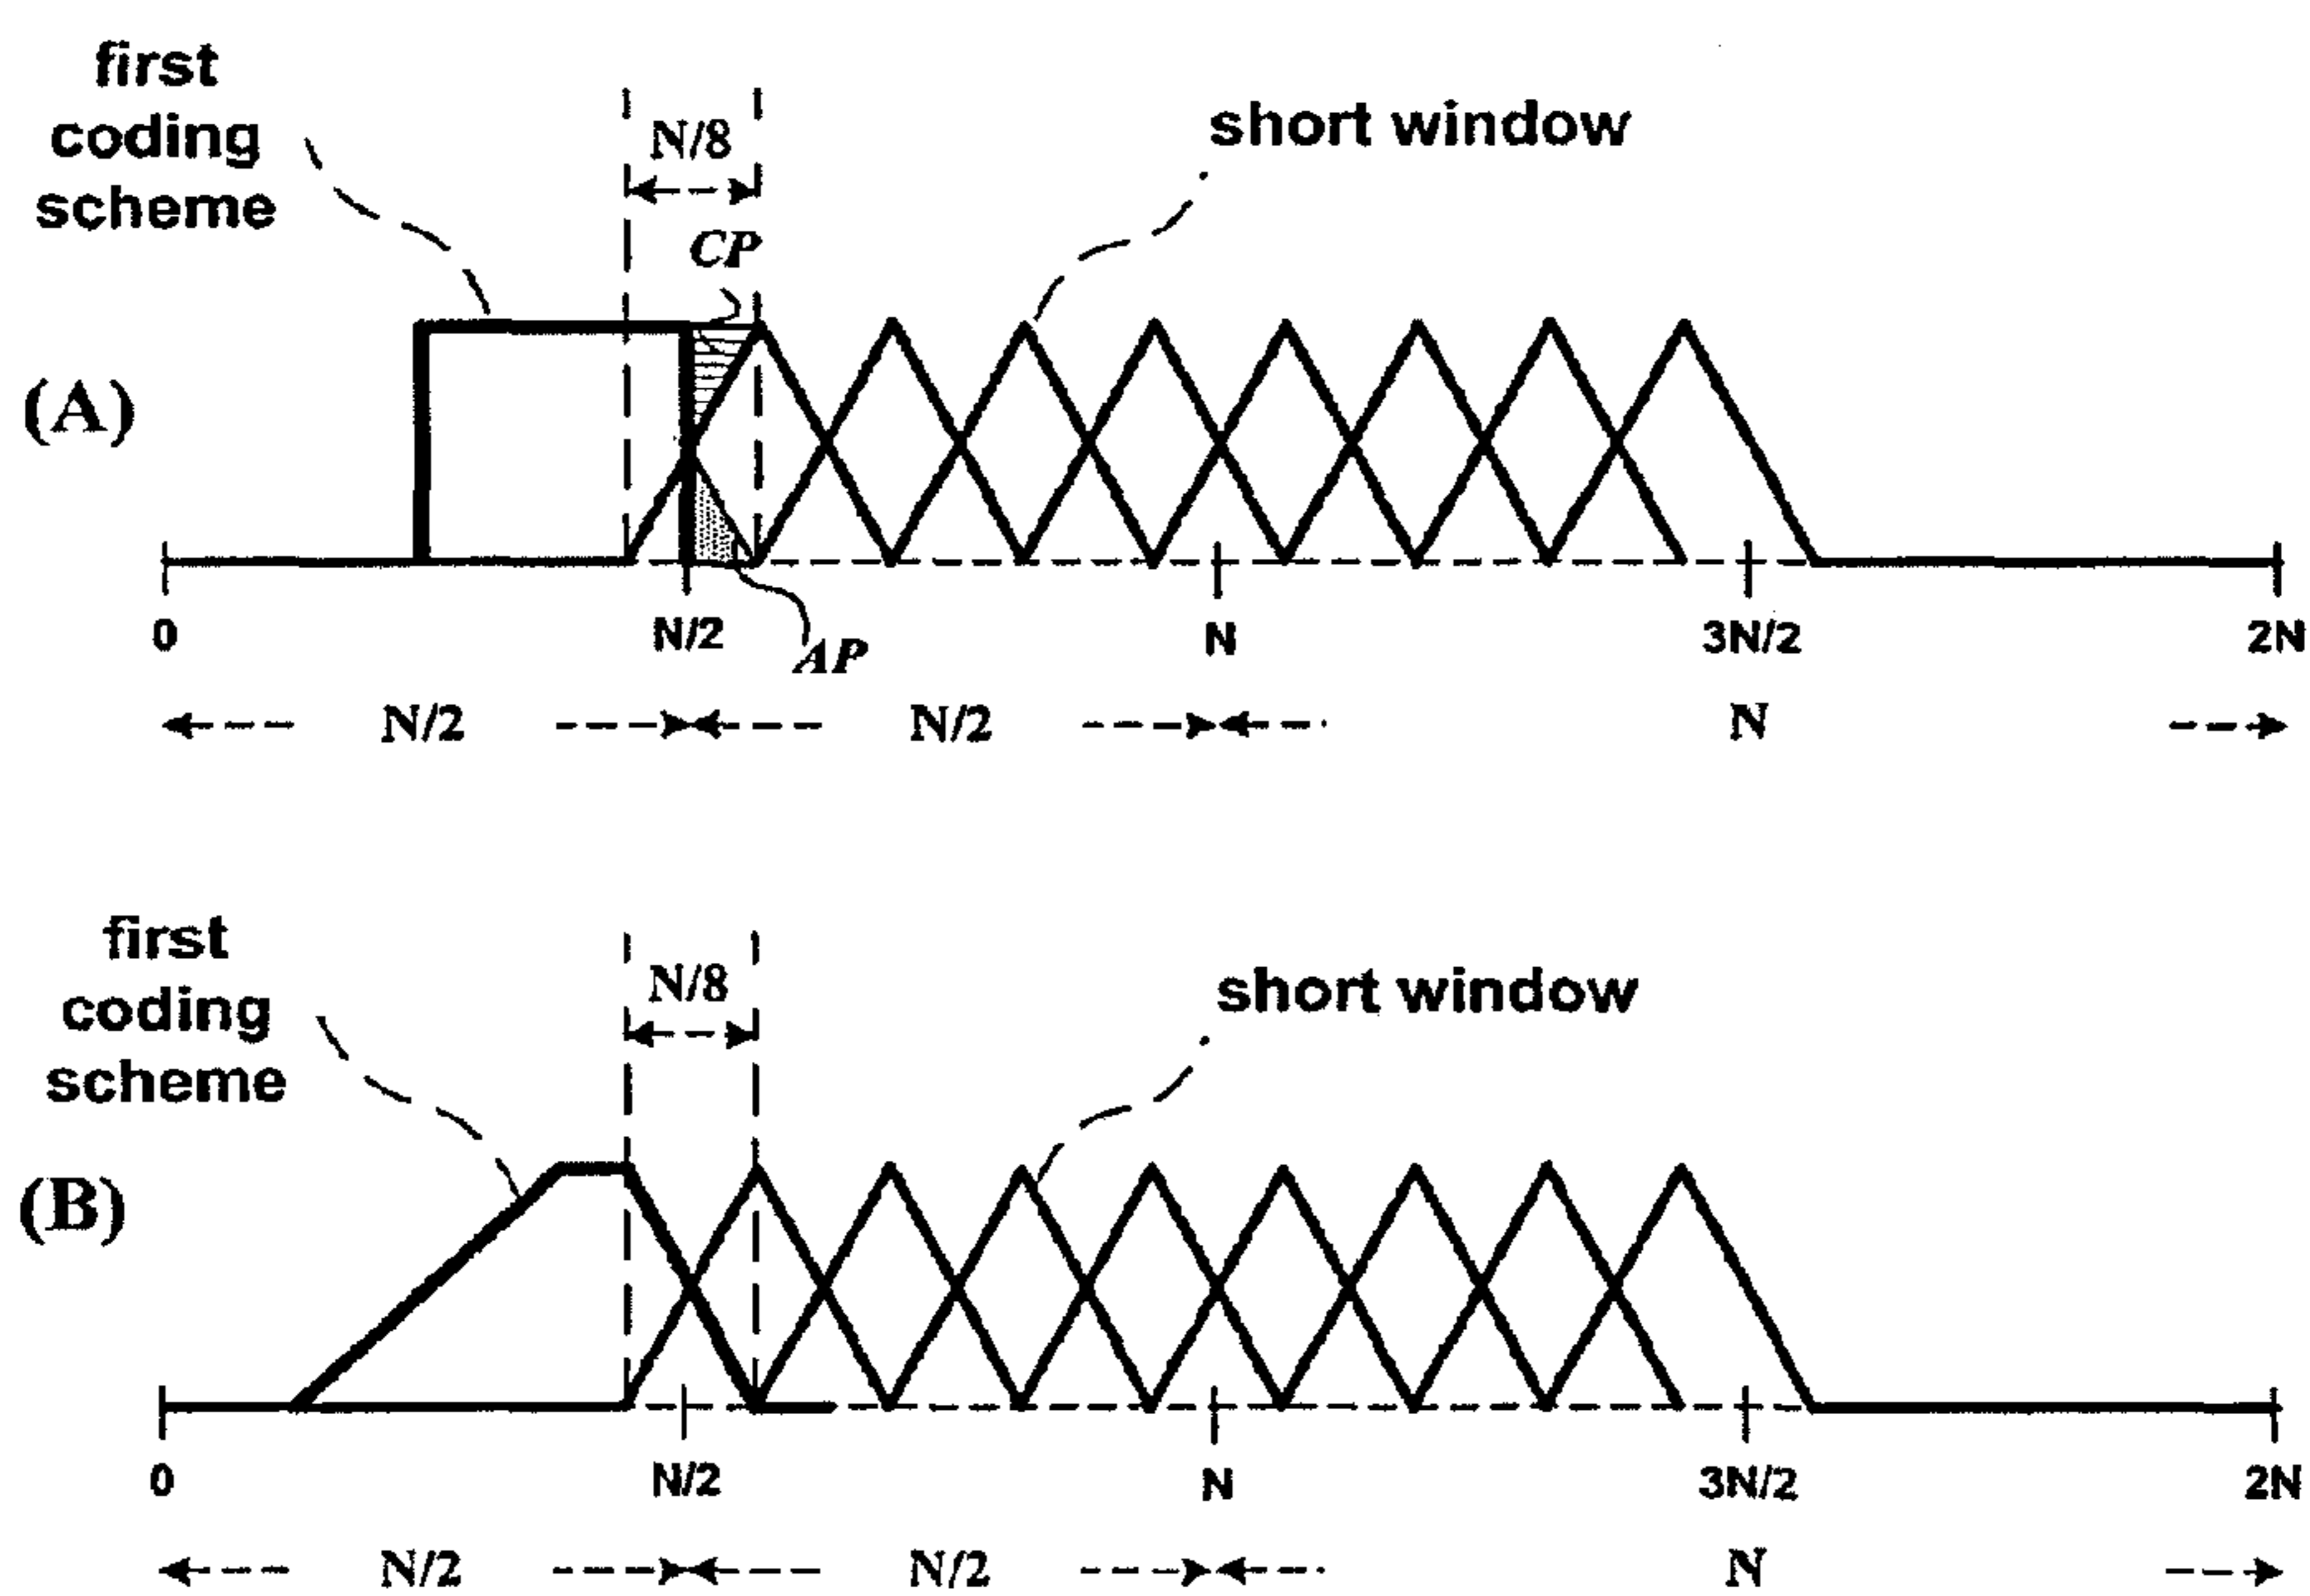 first
coding
scheme
N/8
short window
CP
(A)
0
N/2
N
3N/2
2N
AP
N/2
N/2
N
first
coding
scheme
N/8
short window
(B)
0
N/2
N
3N/2
2N
N/2
N/2
N